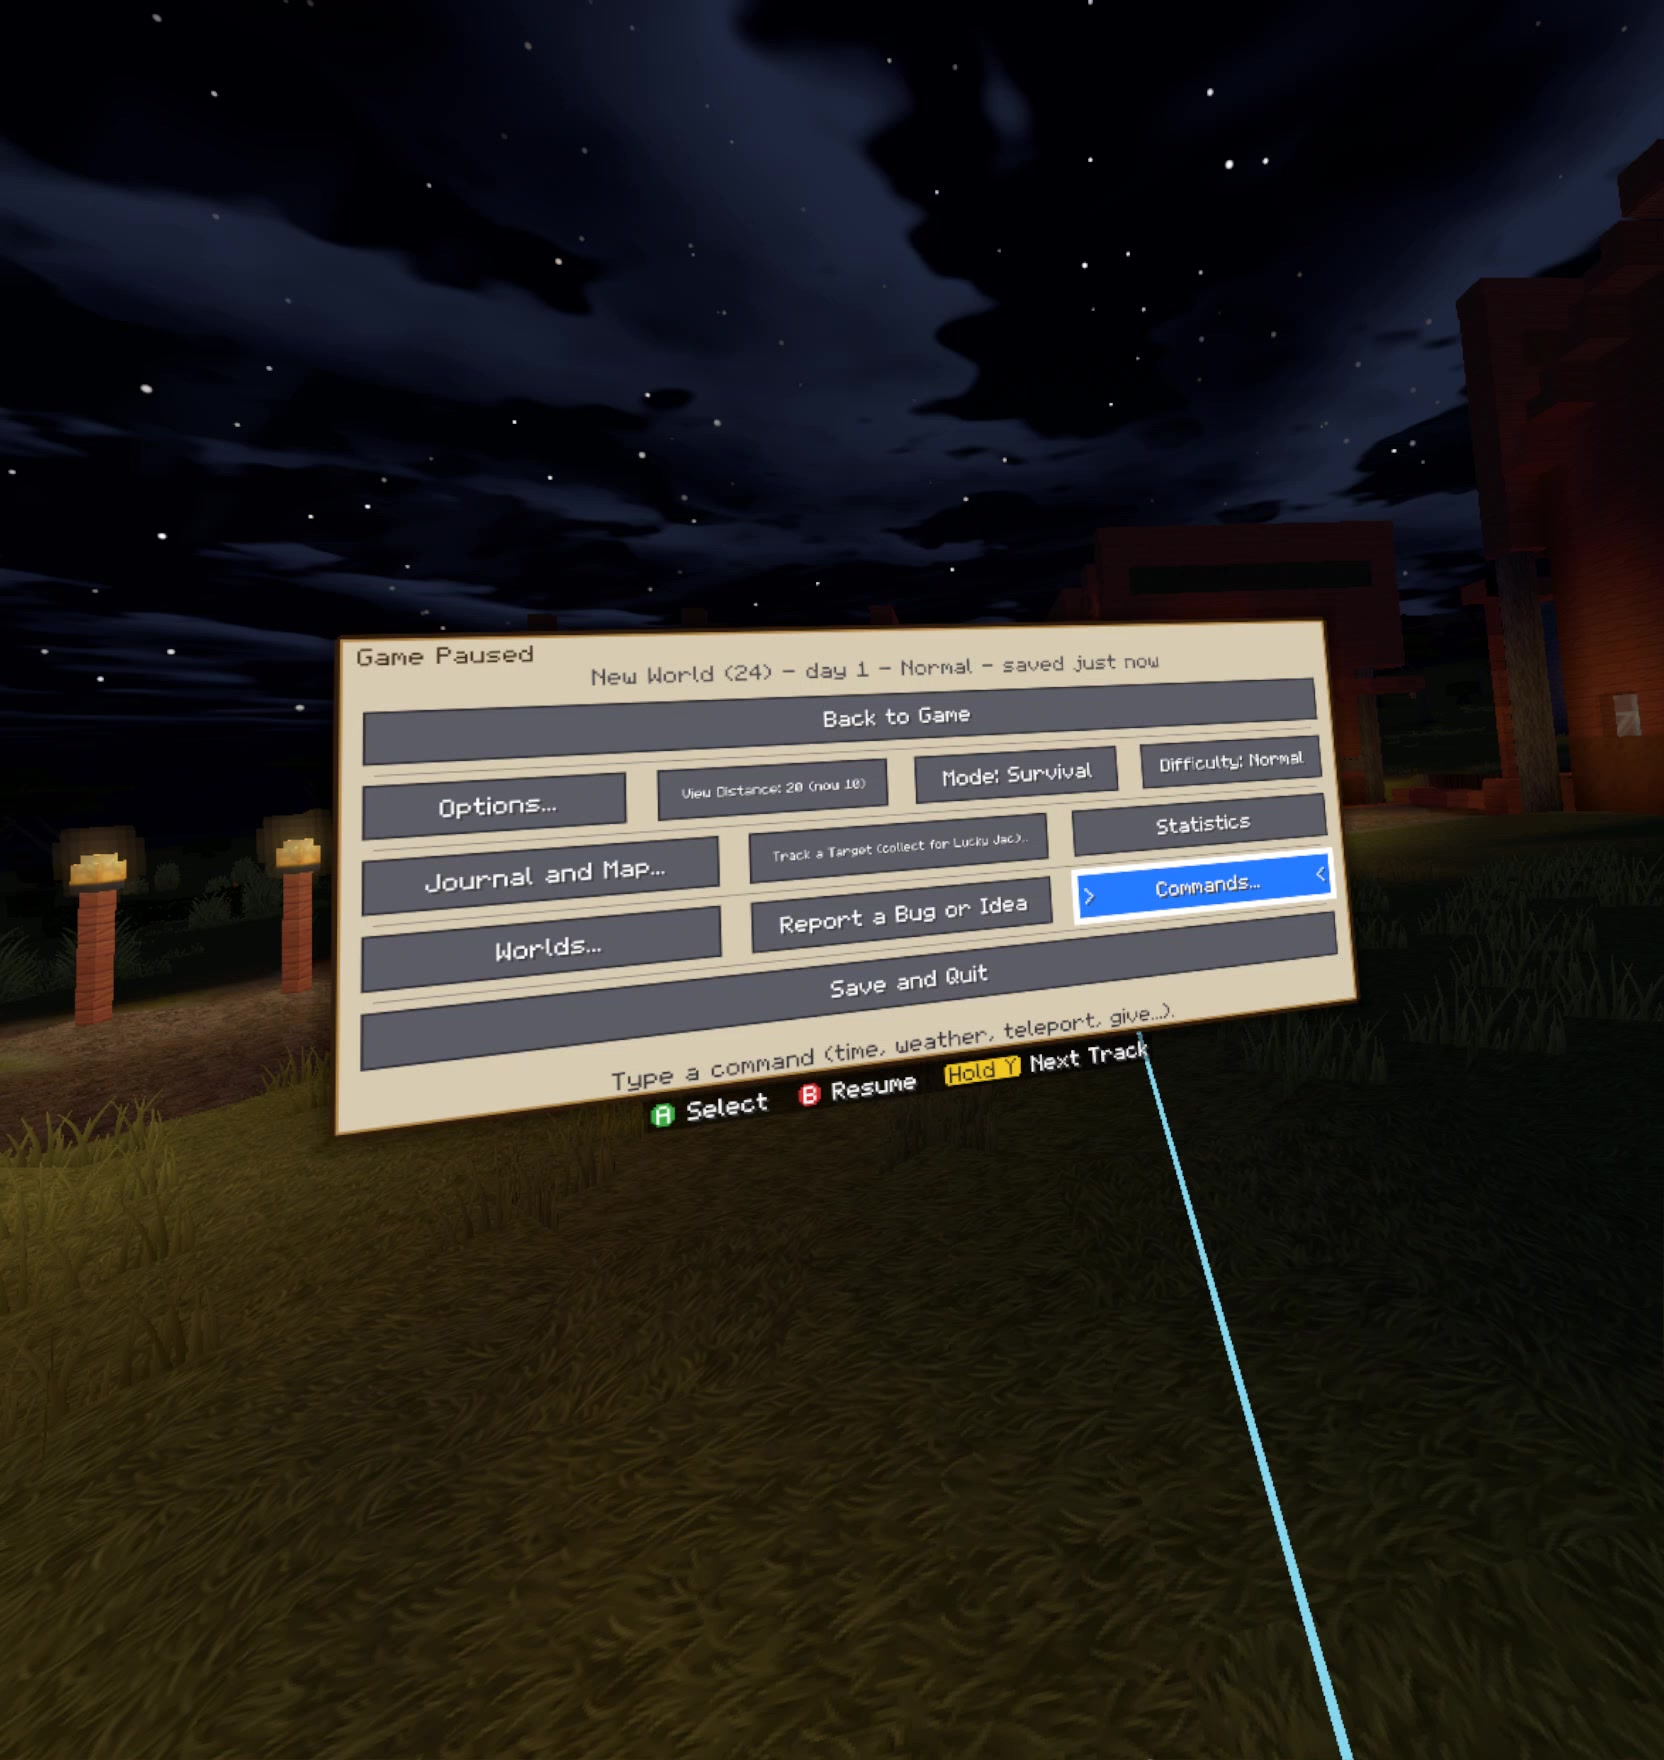 Game Paused
New World (24) - day 1 - Normal - saved just now
Back to Game
Options...
View Distance: 20 (now 10)
Mode: Survival
Difficulty: Normal
Journal and Map...
Track a Target (collect for Lucky Jac)..
Statistics
Worlds...
Report a Bug or Idea
> Commands... <
Save and Quit
Type a command (time, weather, teleport, give...).
A Select B Resume Hold Y Next Track